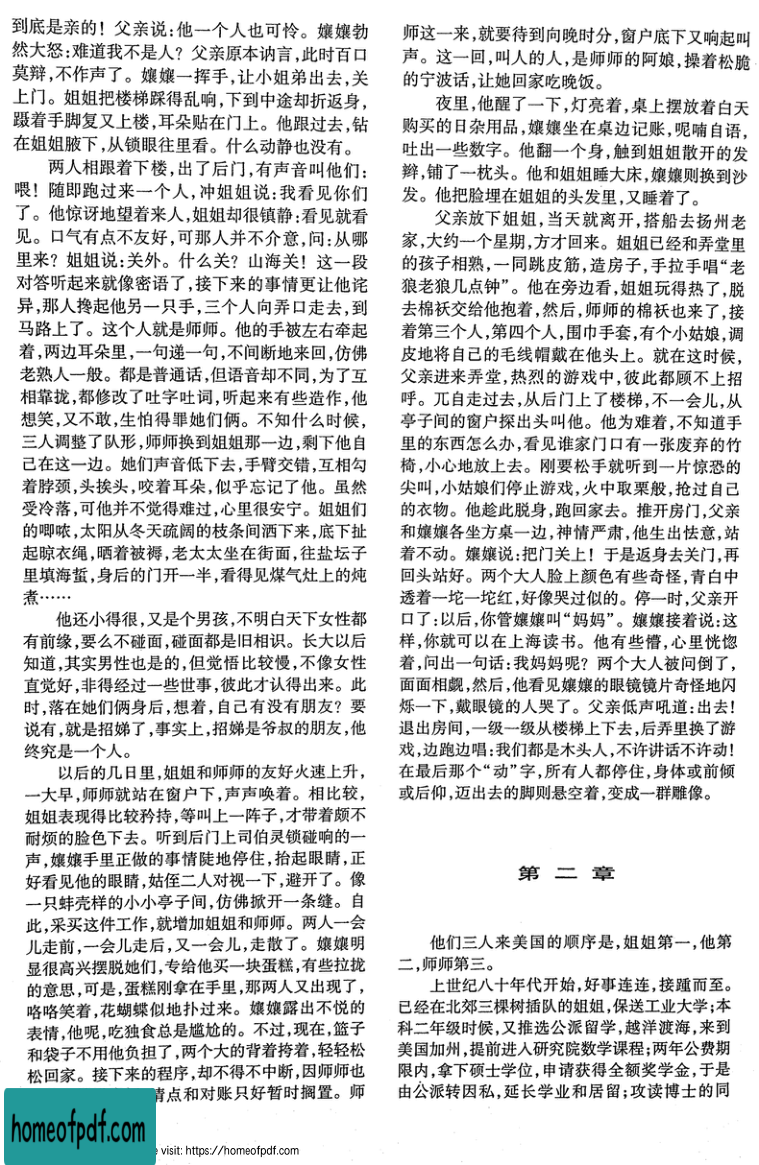 到底是亲的！父亲说：他一个人也可怜。嬢嬢勃
然大怒：难道我不是人？父亲原本讷言，此时百口
莫辩，不作声了。嬢嬢一挥手，让小姐弟出去，关
上门。姐姐把楼梯踩得乱响，下到中途却折返身，
蹑着手脚复又上楼，耳朵贴在门上。他跟过去，钻
在姐姐腋下，从锁眼往里看。什么动静也没有。
两人相跟着下楼，出了后门，有声音叫他们：
喂！随即跑过来一个人，冲姐姐说：我看见你们
了。他惊讶地望着来人，姐姐却很镇静：看见就看
见。口气有点不友好，可那人并不介意，问：从哪
里来？姐姐说：关外。什么关？山海关！这一段
对答听起来就像密语了，接下来的事情更让他诧
异，那人搀起他另一只手，三个人向弄口走去，到
马路上了。这个人就是师师。他的手被左右牵起
着，两边耳朵里，一句递一句，不间断地来回，仿佛
老熟人一般。都是普通话，但语音却不同，为了互
相靠拢，都修改了吐字吐词，听起来有些造作，他
想笑，又不敢，生怕得罪她们俩。不知什么时候，
三人调整了队形，师师换到姐姐那一边，剩下他自
己在这一边。她们声音低下去，手臂交错，互相勾
着脖颈，头挨头，咬着耳朵，似乎忘记了他。虽然
受冷落，可他并不觉得难过，心里很安宁。姐姐们
的唧哝，太阳从冬天疏阔的枝条间洒下来，底下扯
起晾衣绳，晒着被褥，老太太坐在街面，往盐坛子
里填海蜇，身后的门开一半，看得见煤气灶上的炖
煮……
他还小得很，又是个男孩，不明白天下女性都
有前缘，要么不碰面，碰面都是旧相识。长大以后
知道，其实男性也是的，但觉悟比较慢，不像女性
直觉好，非得经过一些世事，彼此才认得出来。此
时，落在她们俩身后，想着，自己有没有朋友？要
说有，就是招娣了，事实上，招娣是爷叔的朋友，他
终究是一个人。
以后的几日里，姐姐和师师的友好火速上升，
一大早，师师就站在窗户下，声声唤着。相比较，
姐姐表现得比较矜持，等叫上一阵子，才带着颇不
耐烦的脸色下去。听到后门上司伯灵锁碰响的一
声，嬢嬢手里正做的事情陡地停住，抬起眼睛，正
好看见他的眼睛，姑侄二人对视一下，避开了。像
一只蚌壳样的小小亭子间，仿佛掀开一条缝。自
此，采买这件工作，就增加姐姐和师师。两人一会
儿走前，一会儿走后，又一会儿，走散了。嬢嬢明
显很高兴摆脱她们，专给他买一块蛋糕，有些拉拢
的意思，可是，蛋糕刚拿在手里，那两人又出现了，
咯咯笑着，花蝴蝶似地扑过来。嬢嬢露出不悦的
表情，他呢，吃独食总是尴尬的。不过，现在，篮子
和袋子不用他负担了，两个大的背着挎着，轻轻松
松回家。接下来的程序，却不得不中断，因师师也
清点和对账只好暂时搁置。师
师这一来，就要待到向晚时分，窗户底下又响起叫
声。这一回，叫人的人，是师师的阿娘，操着松脆
的宁波话，让她回家吃晚饭。
夜里，他醒了一下，灯亮着，桌上摆放着白天
购买的日杂用品，嬢嬢坐在桌边记账，呢喃自语，
吐出一些数字。他翻一个身，触到姐姐散开的发
辫，铺了一枕头。他和姐姐睡大床，嬢嬢则换到沙
发。他把脸埋在姐姐的头发里，又睡着了。
父亲放下姐姐，当天就离开，搭船去扬州老
家，大约一个星期，方才回来。姐姐已经和弄堂里
的孩子相熟，一同跳皮筋，造房子，手拉手唱“老
狼老狼几点钟”。他在旁边看，姐姐玩得热了，脱
去棉袄交给他抱着，然后，师师的棉袄也来了，接
着第三个人，第四个人，围巾手套，有个小姑娘，调
皮地将自己的毛线帽戴在他头上。就在这时候，
父亲进来弄堂，热烈的游戏中，彼此都顾不上招
呼。兀自走过去，从后门上了楼梯，不一会儿，从
亭子间的窗户探出头叫他。他为难着，不知道手
里的东西怎么办，看见谁家门口有一张废弃的竹
椅，小心地放上去。刚要松手就听到一片惊恐的
尖叫，小姑娘们停止游戏，火中取栗般，抢过自己
的衣物。他趁此脱身，跑回家去。推开房门，父亲
和嬢嬢各坐方桌一边，神情严肃，他生出怯意，站
着不动。嬢嬢说：把门关上！于是返身去关门，再
回头站好。两个大人脸上颜色有些奇怪，青白中
透着一坨一坨红，好像哭过似的。停一时，父亲开
口了：以后，你管嬢嬢叫“妈妈”。嬢嬢接着说：这
样，你就可以在上海读书。他有些懵，心里恍惚
着，问出一句话：我妈妈呢？两个大人被问倒了，
面面相觑，然后，他看见嬢嬢的眼镜镜片奇怪地闪
烁一下，戴眼镜的人哭了。父亲低声吼道：出去！
退出房间，一级一级从楼梯上下去，后弄里换了游
戏，边跑边唱：我们都是木头人，不许讲话不许动！
在最后那个“动”字，所有人都停住，身体或前倾
或后仰，迈出去的脚则悬空着，变成一群雕像。
第二章
他们三人来美国的顺序是，姐姐第一，他第
二，师师第三。
上世纪八十年代开始，好事连连，接踵而至。
已经在北郊三棵树插队的姐姐，保送工业大学；本
科二年级时候，又推选公派留学，越洋渡海，来到
美国加州，提前进入研究院数学课程；两年公费期
限内，拿下硕士学位，申请获得全额奖学金，于是
由公派转因私，延长学业和居留；攻读博士的同
homeofpdf.com
e visit: https://homeofpdf.com